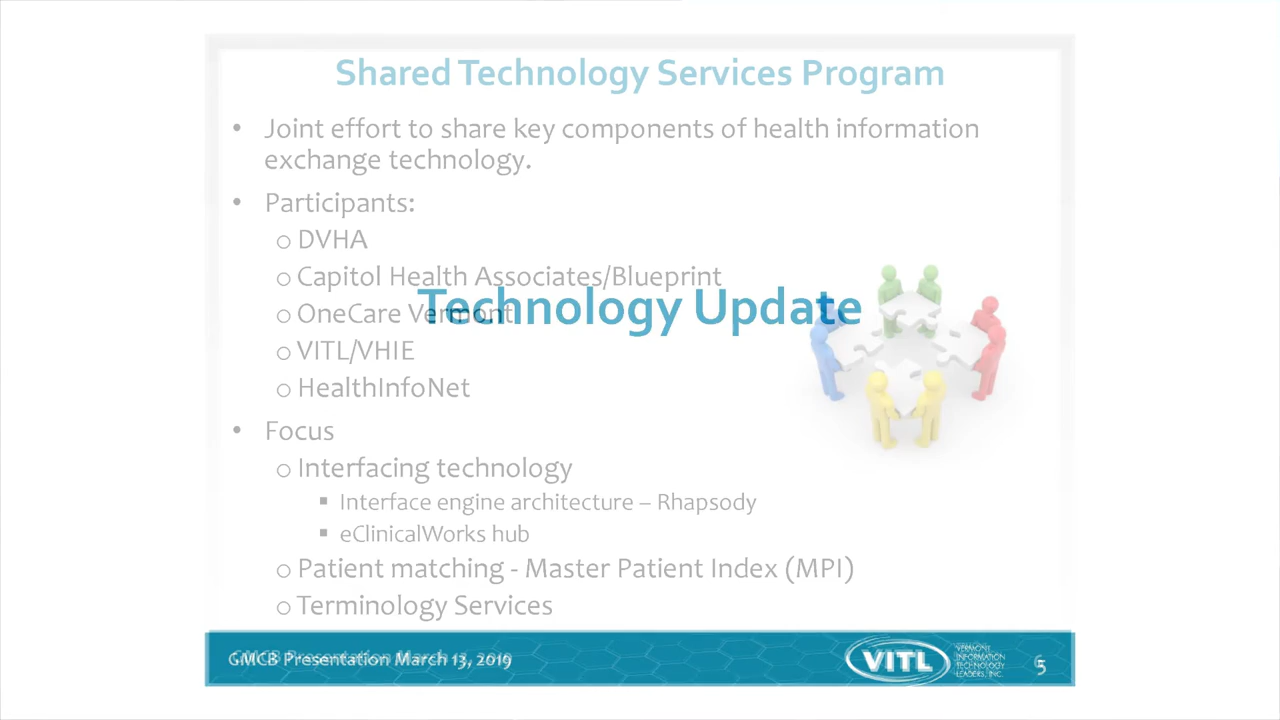 Shared Technology Services Program
• Joint effort to share key components of health information
exchange technology.
• Participants:
o DVHA
o Capitol Health Associates/Blueprint
Technology Update
o OneCare Vermont
o VITL/VHIE
o HealthInfoNet
• Focus
o Interfacing technology
▪ Interface engine architecture – Rhapsody
▪ eClinicalWorks hub
o Patient matching - Master Patient Index (MPI)
o Terminology Services
GMCB Presentation March 13, 2019
VITL
VERMONT
INFORMATION
TECHNOLOGY
LEADERS, INC.
5